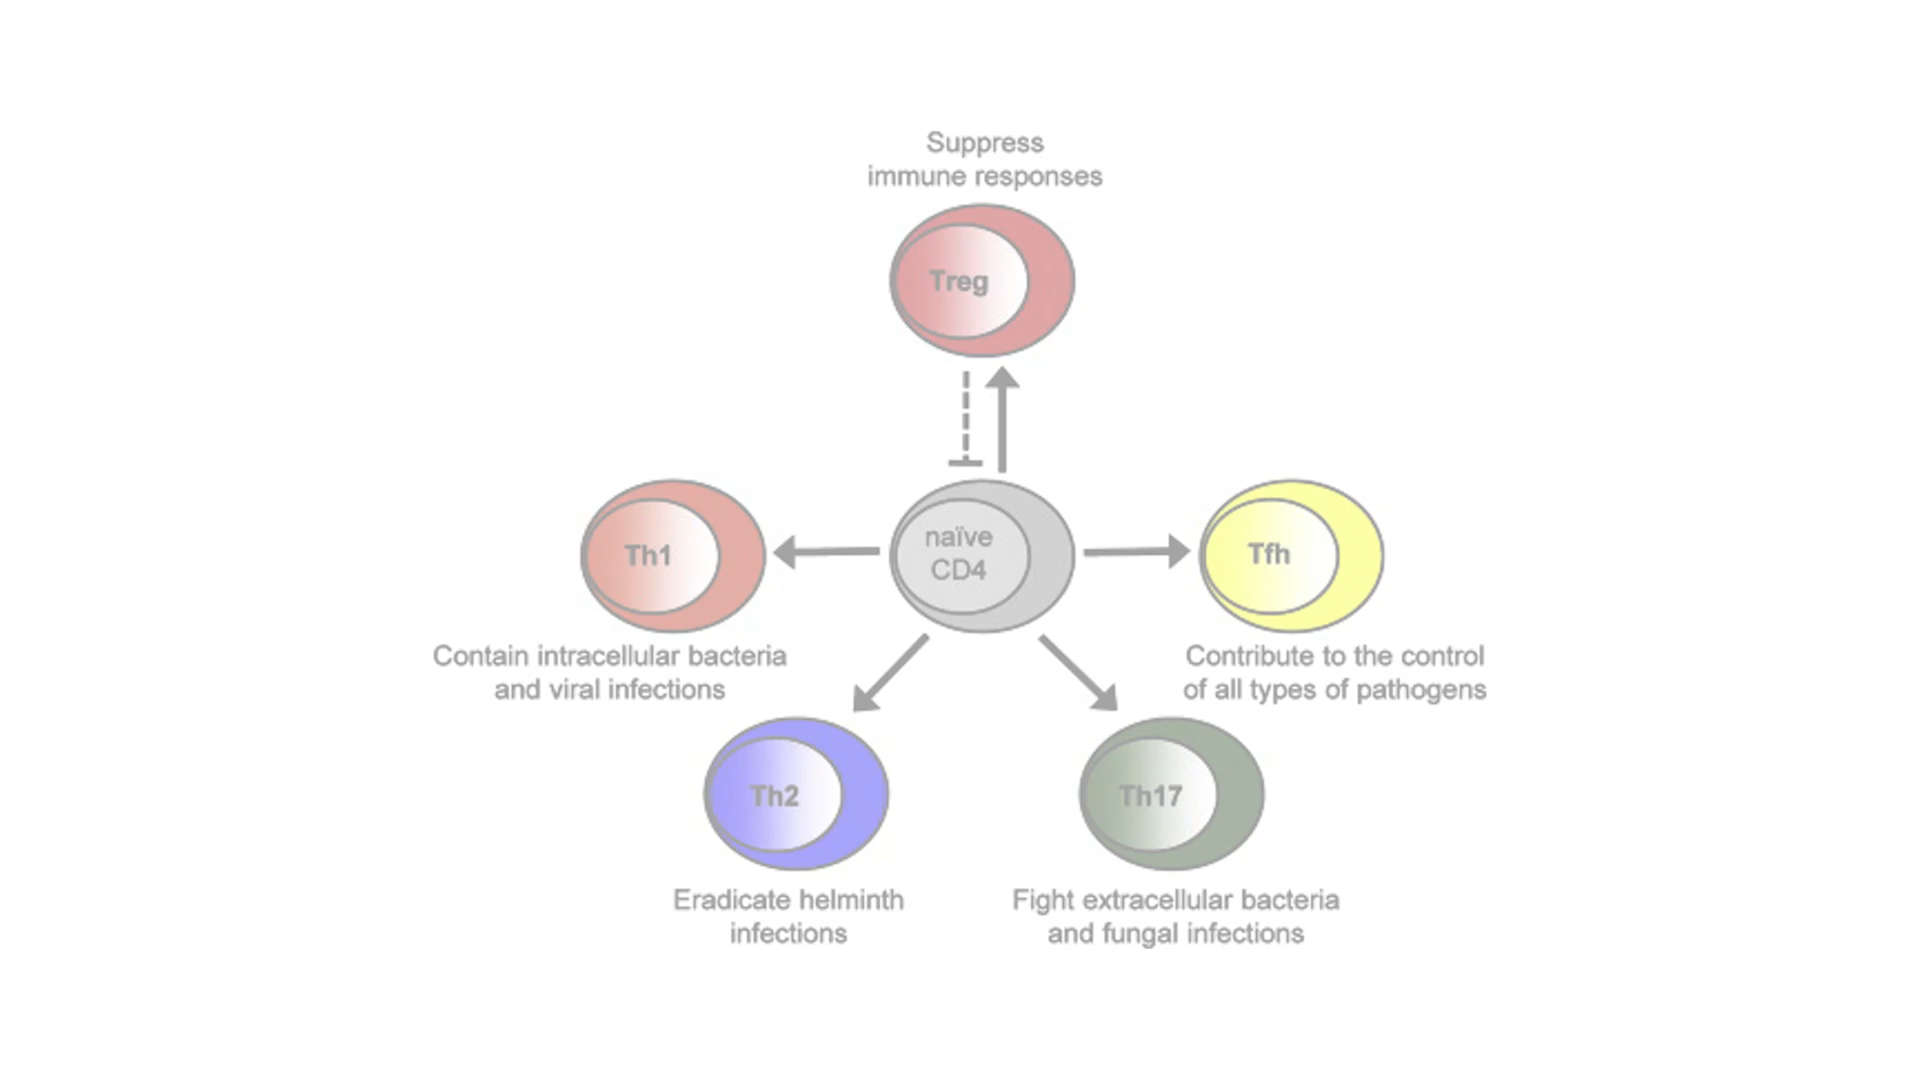 Suppress
immune responses
Treg
naïve
CD4
Th1
Tfh
Contain intracellular bacteria
and viral infections
Contribute to the control
of all types of pathogens
Th2
Th17
Eradicate helminth
infections
Fight extracellular bacteria
and fungal infections